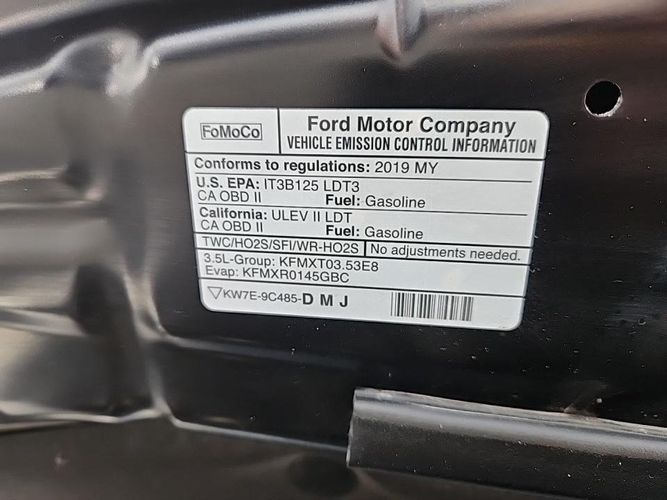 FoMoCo
Ford Motor Company
VEHICLE EMISSION CONTROL INFORMATION
Conforms to regulations: 2019 MY
U.S. EPA: IT3B125 LDT3
CA OBD II Fuel: Gasoline
California: ULEV II LDT
CA OBD II Fuel: Gasoline
TWC/HO2S/SFI/WR-HO2S No adjustments needed.
3.5L-Group: KFMXT03.53E8
Evap: KFMXR0145GBC
KW7E-9C485-D M J